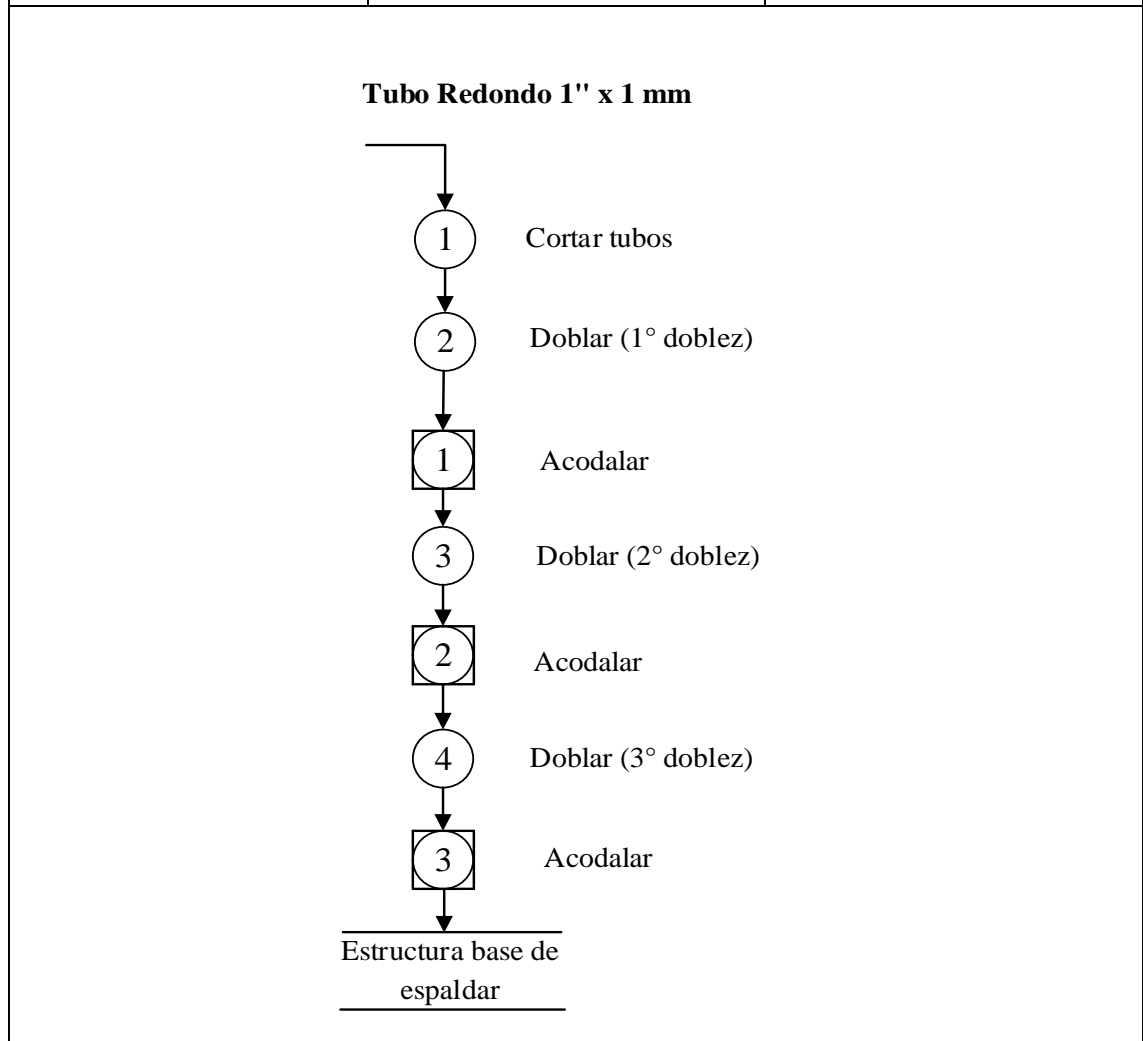 Tubo Redondo 1" x 1 mm
1 Cortar tubos
2 Doblar (1° doblez)
1 Acodalar
3 Doblar (2° doblez)
2 Acodalar
4 Doblar (3° doblez)
3 Acodalar
Estructura base de
espaldar